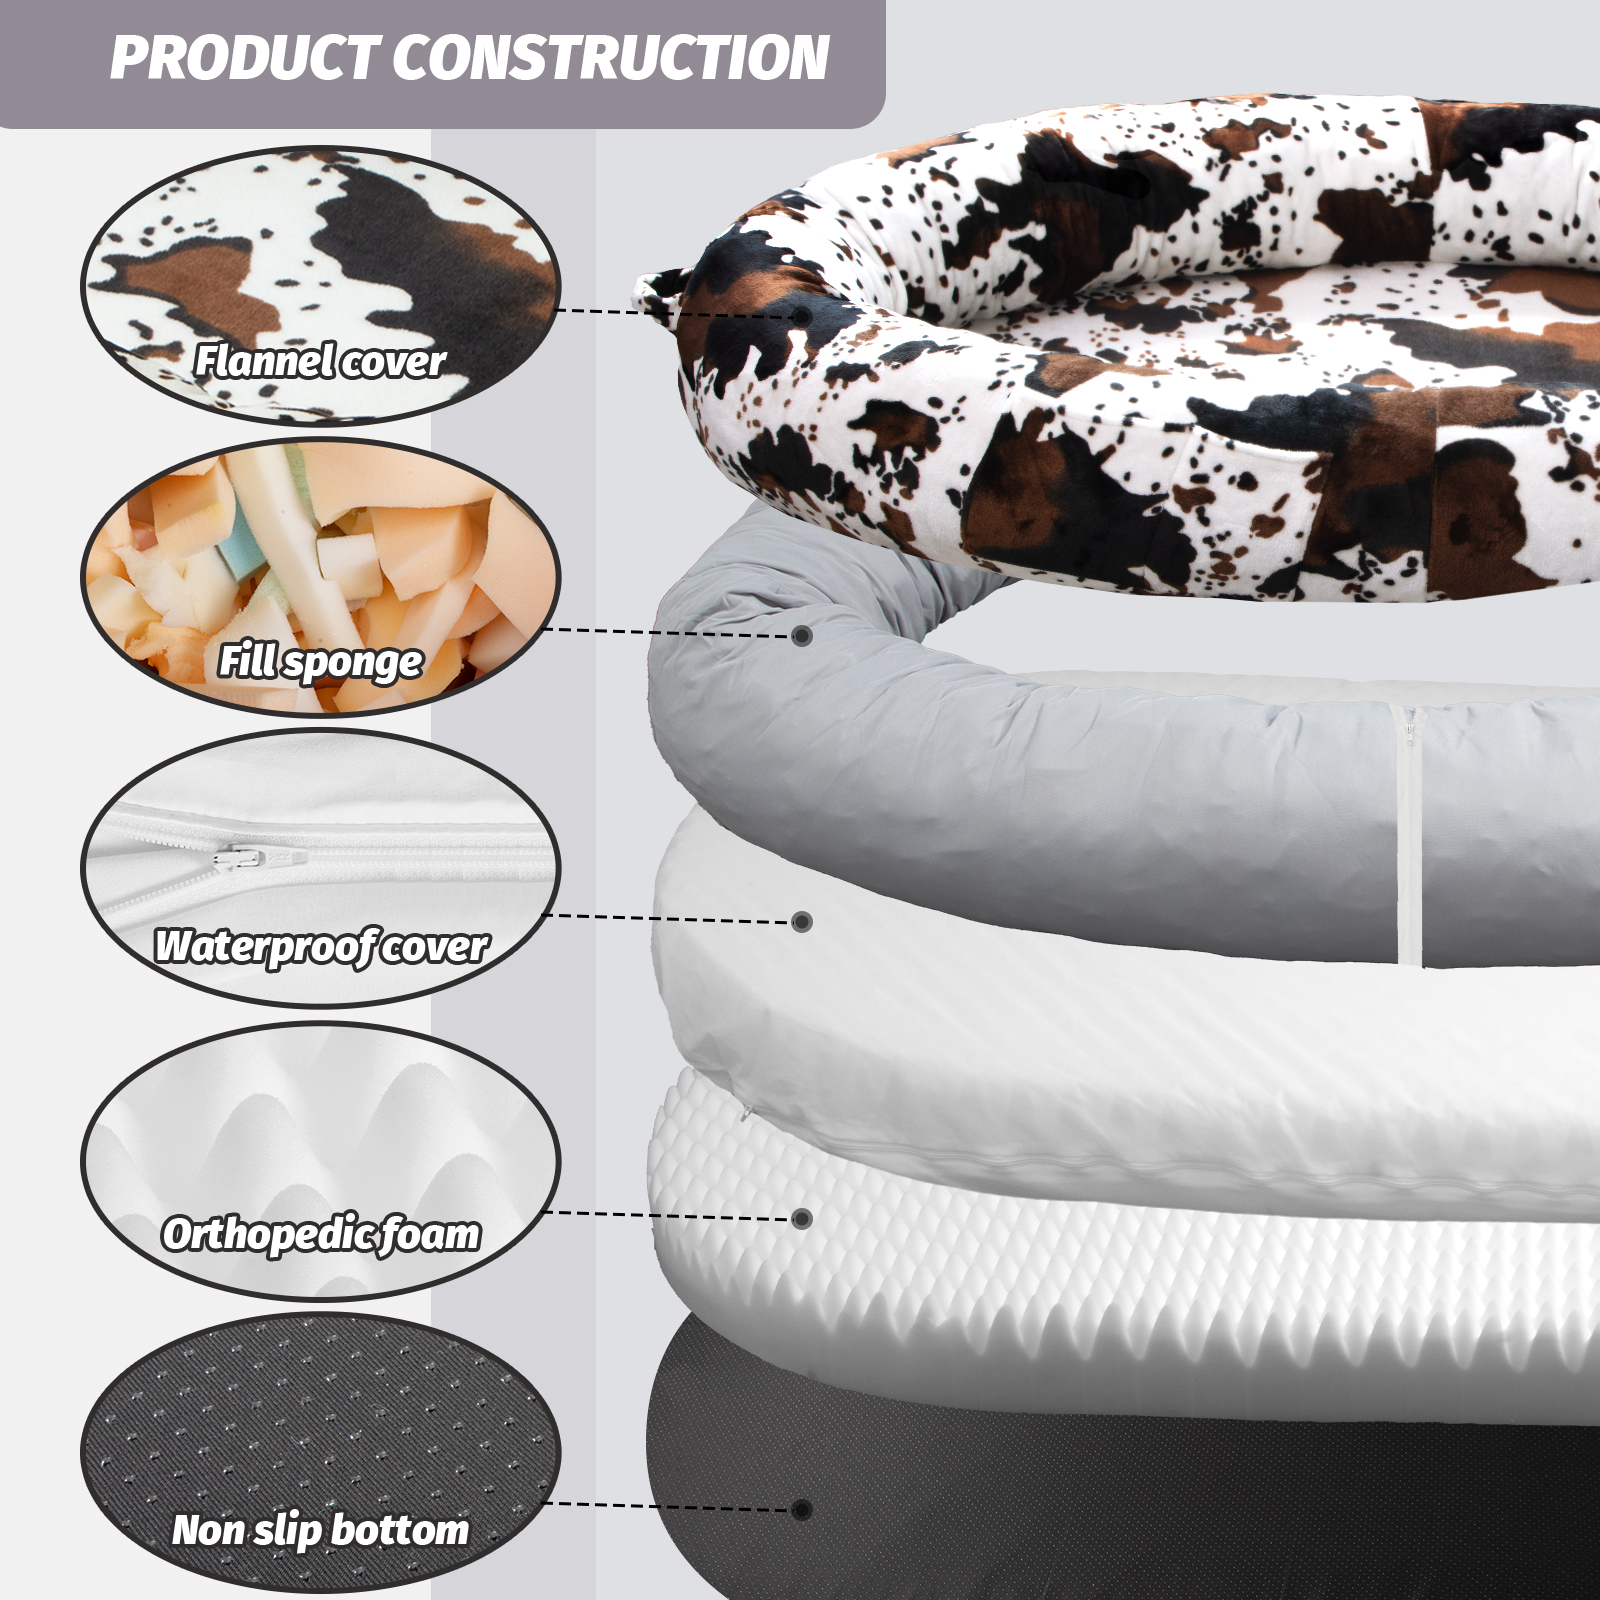 PRODUCT CONSTRUCTION
Flannel cover
Fill sponge
Waterproof cover
Orthopedic foam
Non slip bottom